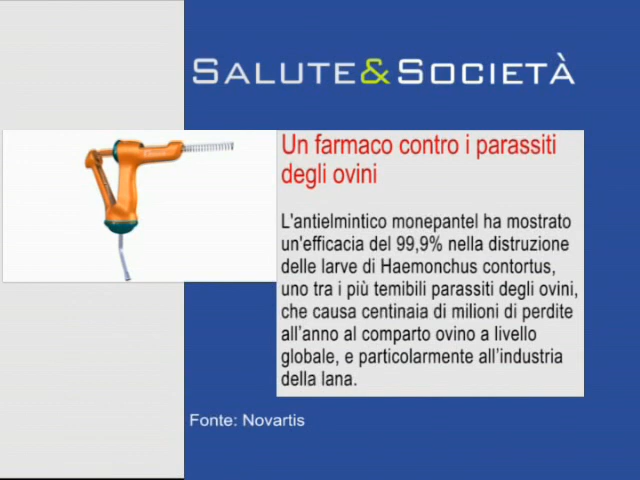 SALUTE&SOCIETÀ
Un farmaco contro i parassiti
degli ovini
L'antielmintico monepantel ha mostrato
un'efficacia del 99,9% nella distruzione
delle larve di Haemonchus contortus,
uno tra i più temibili parassiti degli ovini,
che causa centinaia di milioni di perdite
all'anno al comparto ovino a livello
globale, e particolarmente all'industria
della lana.
Fonte: Novartis